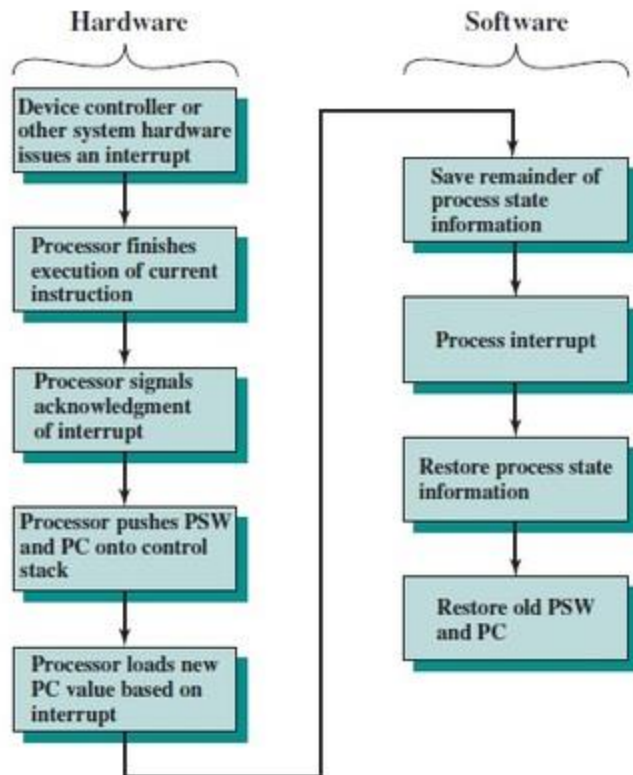 Hardware
Device controller or
other system hardware
issues an interrupt
Processor finishes
execution of current
instruction
Processor signals
acknowledgment
of interrupt
Processor pushes PSW
and PC onto control
stack
Processor loads new
PC value based on
interrupt
Software
Save remainder of
process state
information
Process interrupt
Restore process state
information
Restore old PSW
and PC